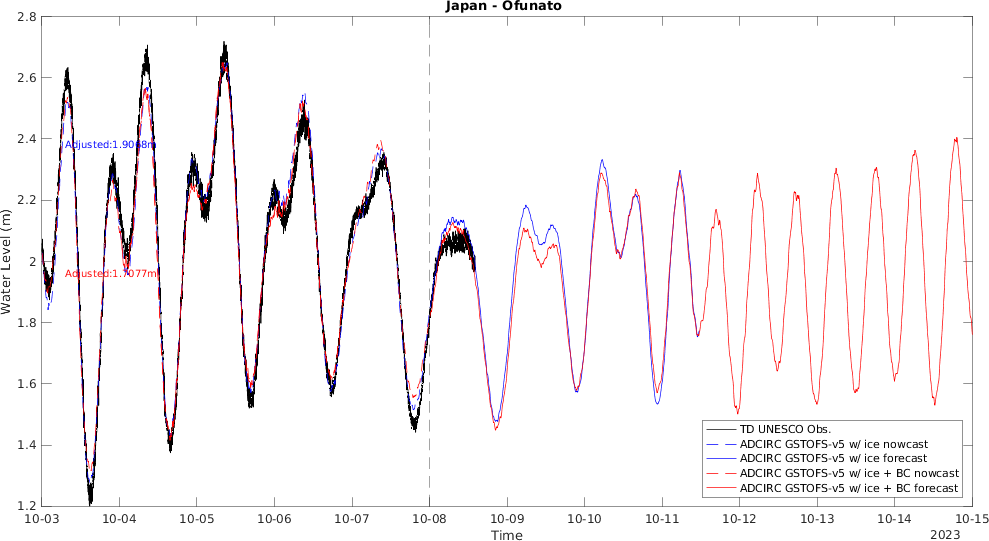 Japan - Ofunato
Water Level (m)
2.8
2.6
2.4
2.2
2
1.8
1.6
1.4
1.2
Adjusted:1.9068m
Adjusted:1.7077m
TD UNESCO Obs.
ADCIRC GSTOFS-v5 w/ ice nowcast
ADCIRC GSTOFS-v5 w/ ice forecast
ADCIRC GSTOFS-v5 w/ ice + BC nowcast
ADCIRC GSTOFS-v5 w/ ice + BC forecast
10-03 10-04 10-05 10-06 10-07 10-08 10-09 10-10 10-11 10-12 10-13 10-14 10-15
Time
2023